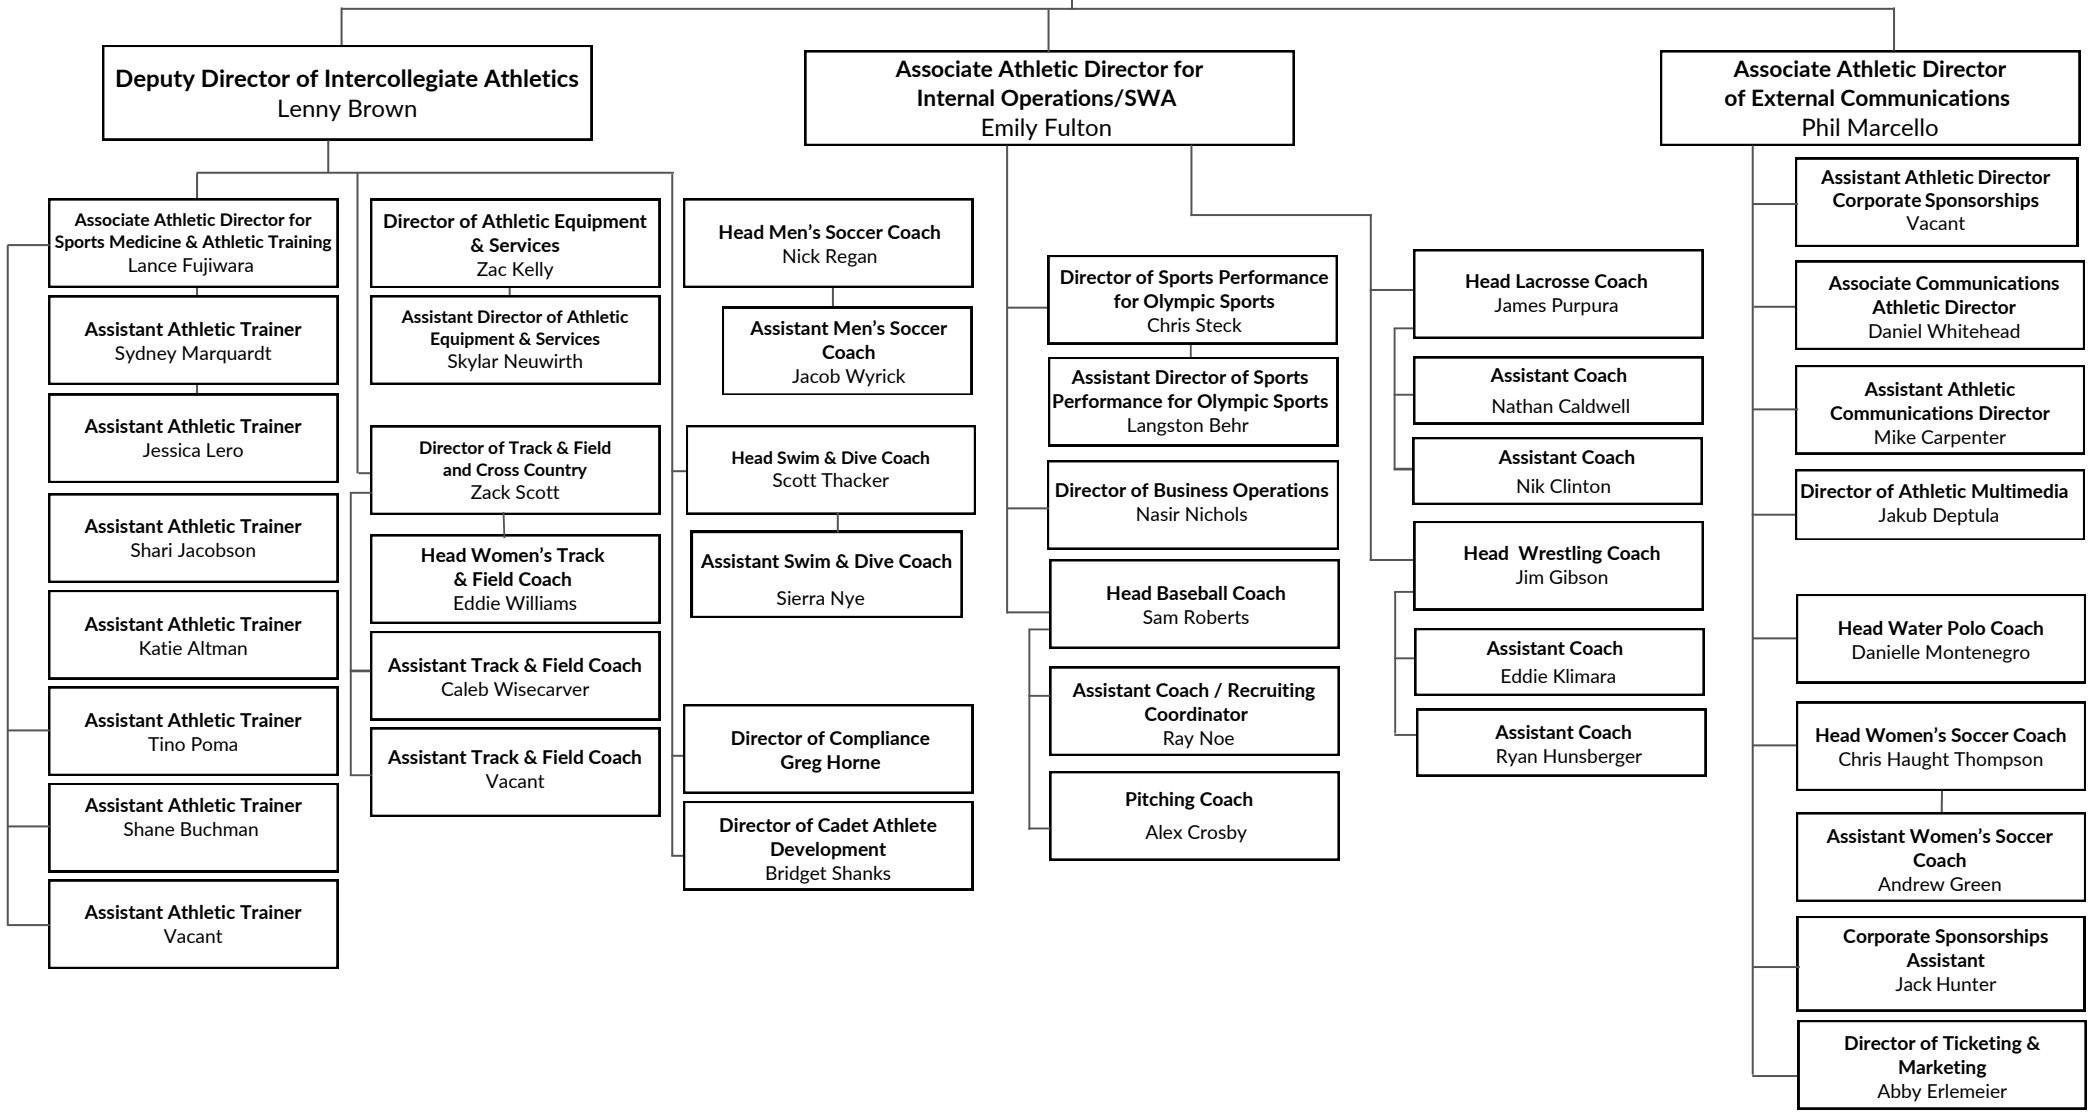 Deputy Director of Intercollegiate Athletics
Lenny Brown
Associate Athletic Director for
Internal Operations/SWA
Emily Fulton
Associate Athletic Director
of External Communications
Phil Marcello
Associate Athletic Director for
Sports Medicine & Athletic Training
Lance Fujiwara
Assistant Athletic Trainer
Sydney Marquardt
Assistant Athletic Trainer
Jessica Lero
Assistant Athletic Trainer
Shari Jacobson
Assistant Athletic Trainer
Katie Altman
Assistant Athletic Trainer
Tino Poma
Assistant Athletic Trainer
Shane Buchman
Assistant Athletic Trainer
Vacant
Director of Athletic Equipment
& Services
Zac Kelly
Assistant Director of Athletic
Equipment & Services
Skylar Neuwirth
Director of Track & Field
and Cross Country
Zack Scott
Head Women's Track
& Field Coach
Eddie Williams
Assistant Track & Field Coach
Caleb Wisecarver
Assistant Track & Field Coach
Vacant
Head Men's Soccer Coach
Nick Regan
Assistant Men's Soccer
Coach
Jacob Wyrick
Head Swim & Dive Coach
Scott Thacker
Assistant Swim & Dive Coach
Sierra Nye
Director of Compliance
Greg Horne
Director of Cadet Athlete
Development
Bridget Shanks
Director of Sports Performance
for Olympic Sports
Chris Steck
Assistant Director of Sports
Performance for Olympic Sports
Langston Behr
Director of Business Operations
Nasir Nichols
Head Baseball Coach
Sam Roberts
Assistant Coach / Recruiting
Coordinator
Ray Noe
Pitching Coach
Alex Crosby
Head Lacrosse Coach
James Purpura
Assistant Coach
Nathan Caldwell
Assistant Coach
Nik Clinton
Head Wrestling Coach
Jim Gibson
Assistant Coach
Eddie Klimara
Assistant Coach
Ryan Hunsberger
Assistant Athletic Director
Corporate Sponsorships
Vacant
Associate Communications
Athletic Director
Daniel Whitehead
Assistant Athletic
Communications Director
Mike Carpenter
Director of Athletic Multimedia
Jakub Deptula
Head Water Polo Coach
Danielle Montenegro
Head Women's Soccer Coach
Chris Haught Thompson
Assistant Women's Soccer
Coach
Andrew Green
Corporate Sponsorships
Assistant
Jack Hunter
Director of Ticketing &
Marketing
Abby Erlemeier